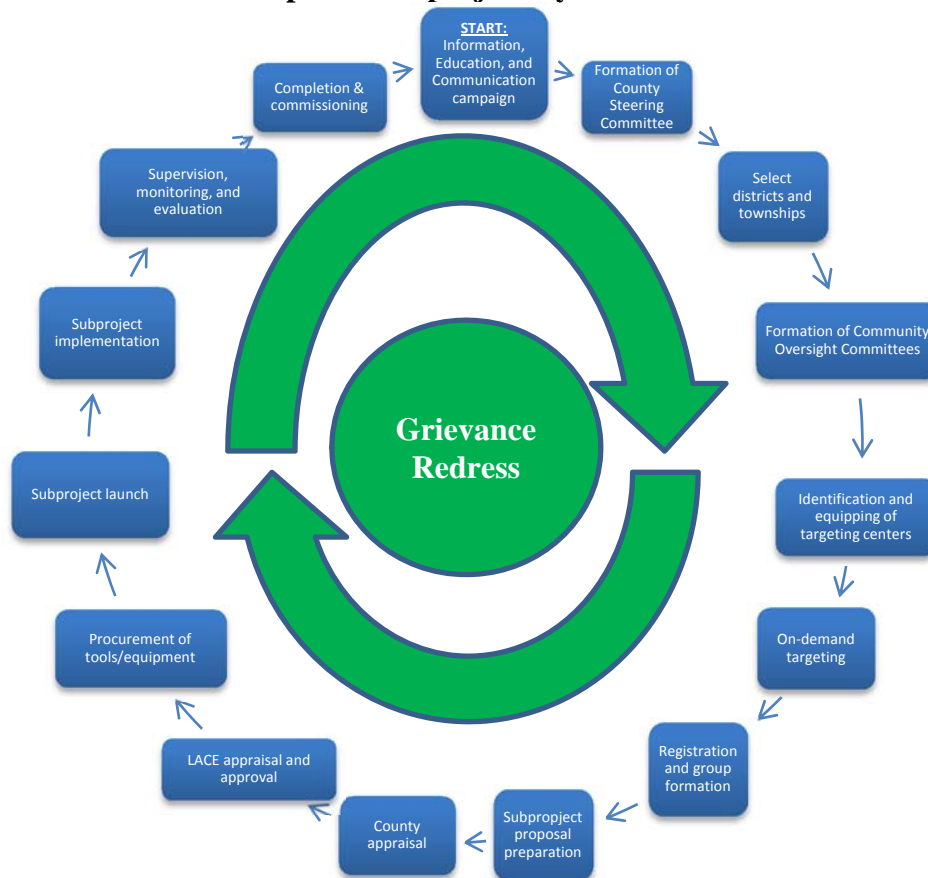 START:
Information,
Education, and
Communication
campaign
Formation of
County
Steering
Committee
Select
districts and
townships
Formation of Community
Oversight Committees
Identification and
equipping of
targeting centers
On-demand
targeting
Registration
and group
formation
Subpropject
proposal
preparation
County
appraisal
LACE appraisal and
approval
Procurement of
tools/equipment
Subproject launch
Subproject
implementation
Supervision,
monitoring, and
evaluation
Completion &
commissioning
Grievance
Redress